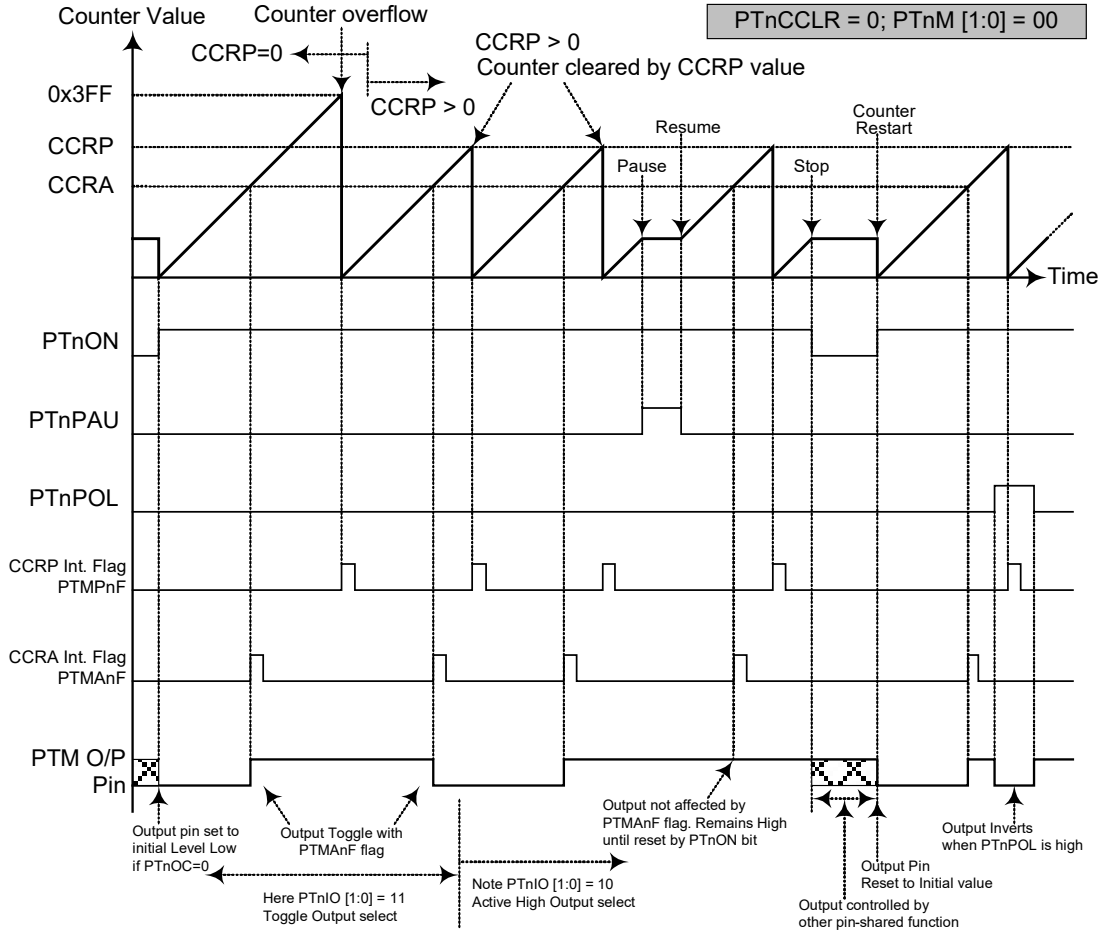 Counter Value
Counter overflow
PTnCCLR = 0; PTnM [1:0] = 00
CCRP=0
CCRP > 0
CCRP > 0
Counter cleared by CCRP value
0x3FF
CCRP
CCRA
Pause
Resume
Stop
Counter
Restart
Time
PTnON
PTnPAU
PTnPOL
CCRP Int. Flag
PTMPnF
CCRA Int. Flag
PTMAnF
PTM O/P
Pin
Output pin set to
initial Level Low
if PTnOC=0
Output Toggle with
PTMAnF flag
Output not affected by
PTMAnF flag. Remains High
until reset by PTnON bit
Output Inverts
when PTnPOL is high
Output Pin
Reset to Initial value
Here PTnIO [1:0] = 11
Toggle Output select
Note PTnIO [1:0] = 10
Active High Output select
Output controlled by
other pin-shared function